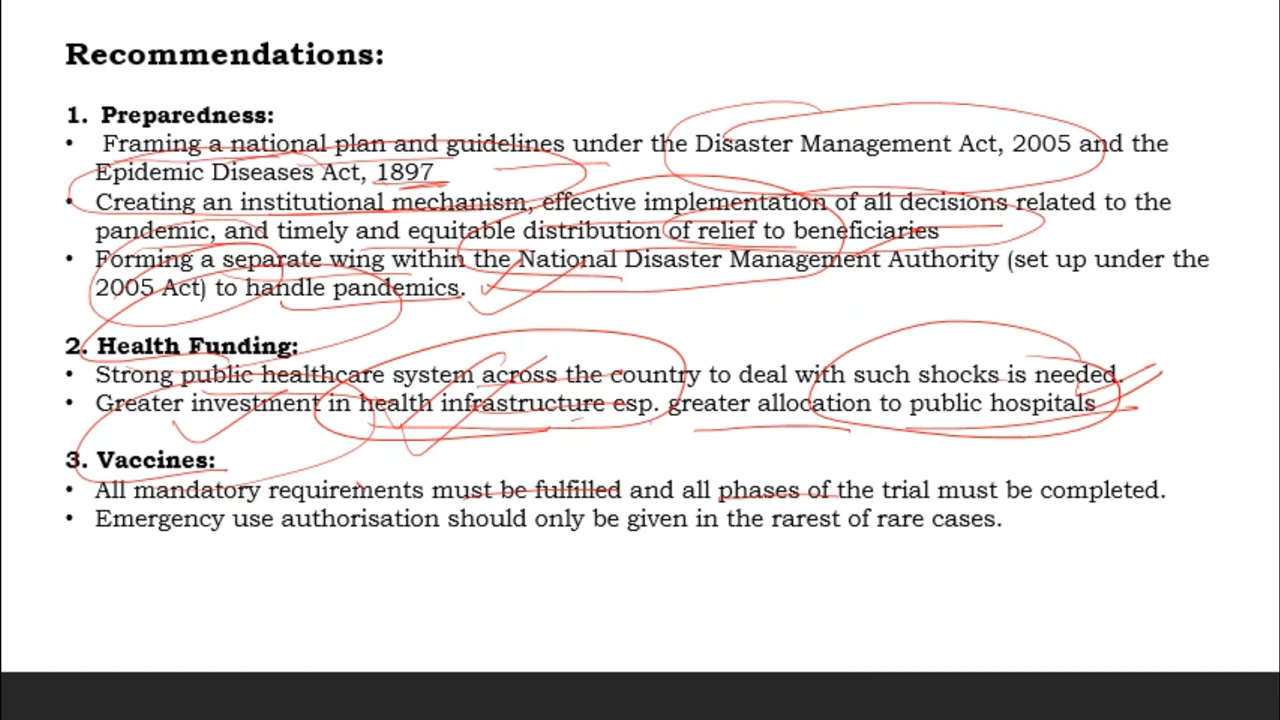 Recommendations:
1. Preparedness:
• Framing a national plan and guidelines under the Disaster Management Act, 2005 and the
Epidemic Diseases Act, 1897
• Creating an institutional mechanism, effective implementation of all decisions related to the
pandemic, and timely and equitable distribution of relief to beneficiaries
• Forming a separate wing within the National Disaster Management Authority (set up under the
2005 Act) to handle pandemics.
2. Health Funding:
• Strong public healthcare system across the country to deal with such shocks is needed.
• Greater investment in health infrastructure esp. greater allocation to public hospitals
3. Vaccines:
• All mandatory requirements must be fulfilled and all phases of the trial must be completed.
• Emergency use authorisation should only be given in the rarest of rare cases.